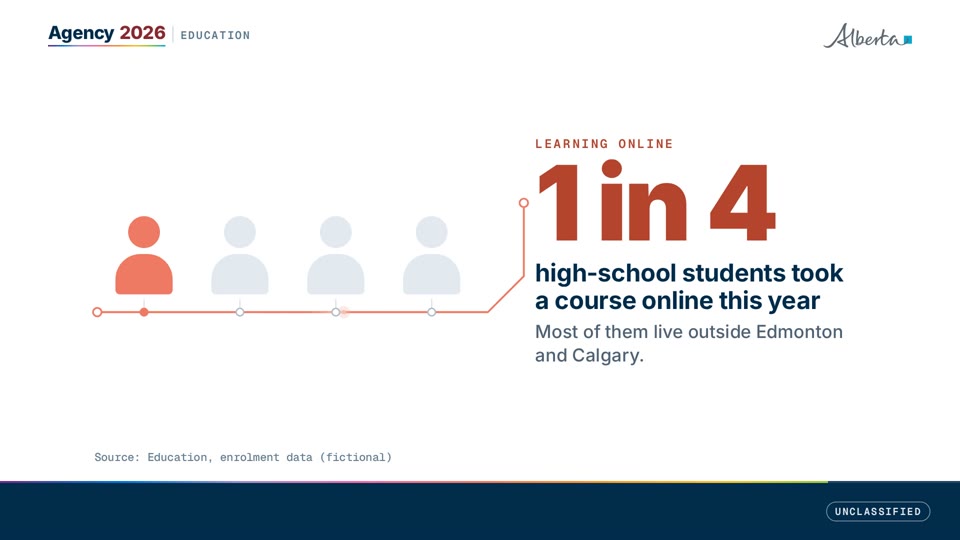 Agency 2026 | EDUCATION
Alberta
LEARNING ONLINE
1 in 4
high-school students took
a course online this year
Most of them live outside Edmonton
and Calgary.
Source: Education, enrolment data (fictional)
UNCLASSIFIED